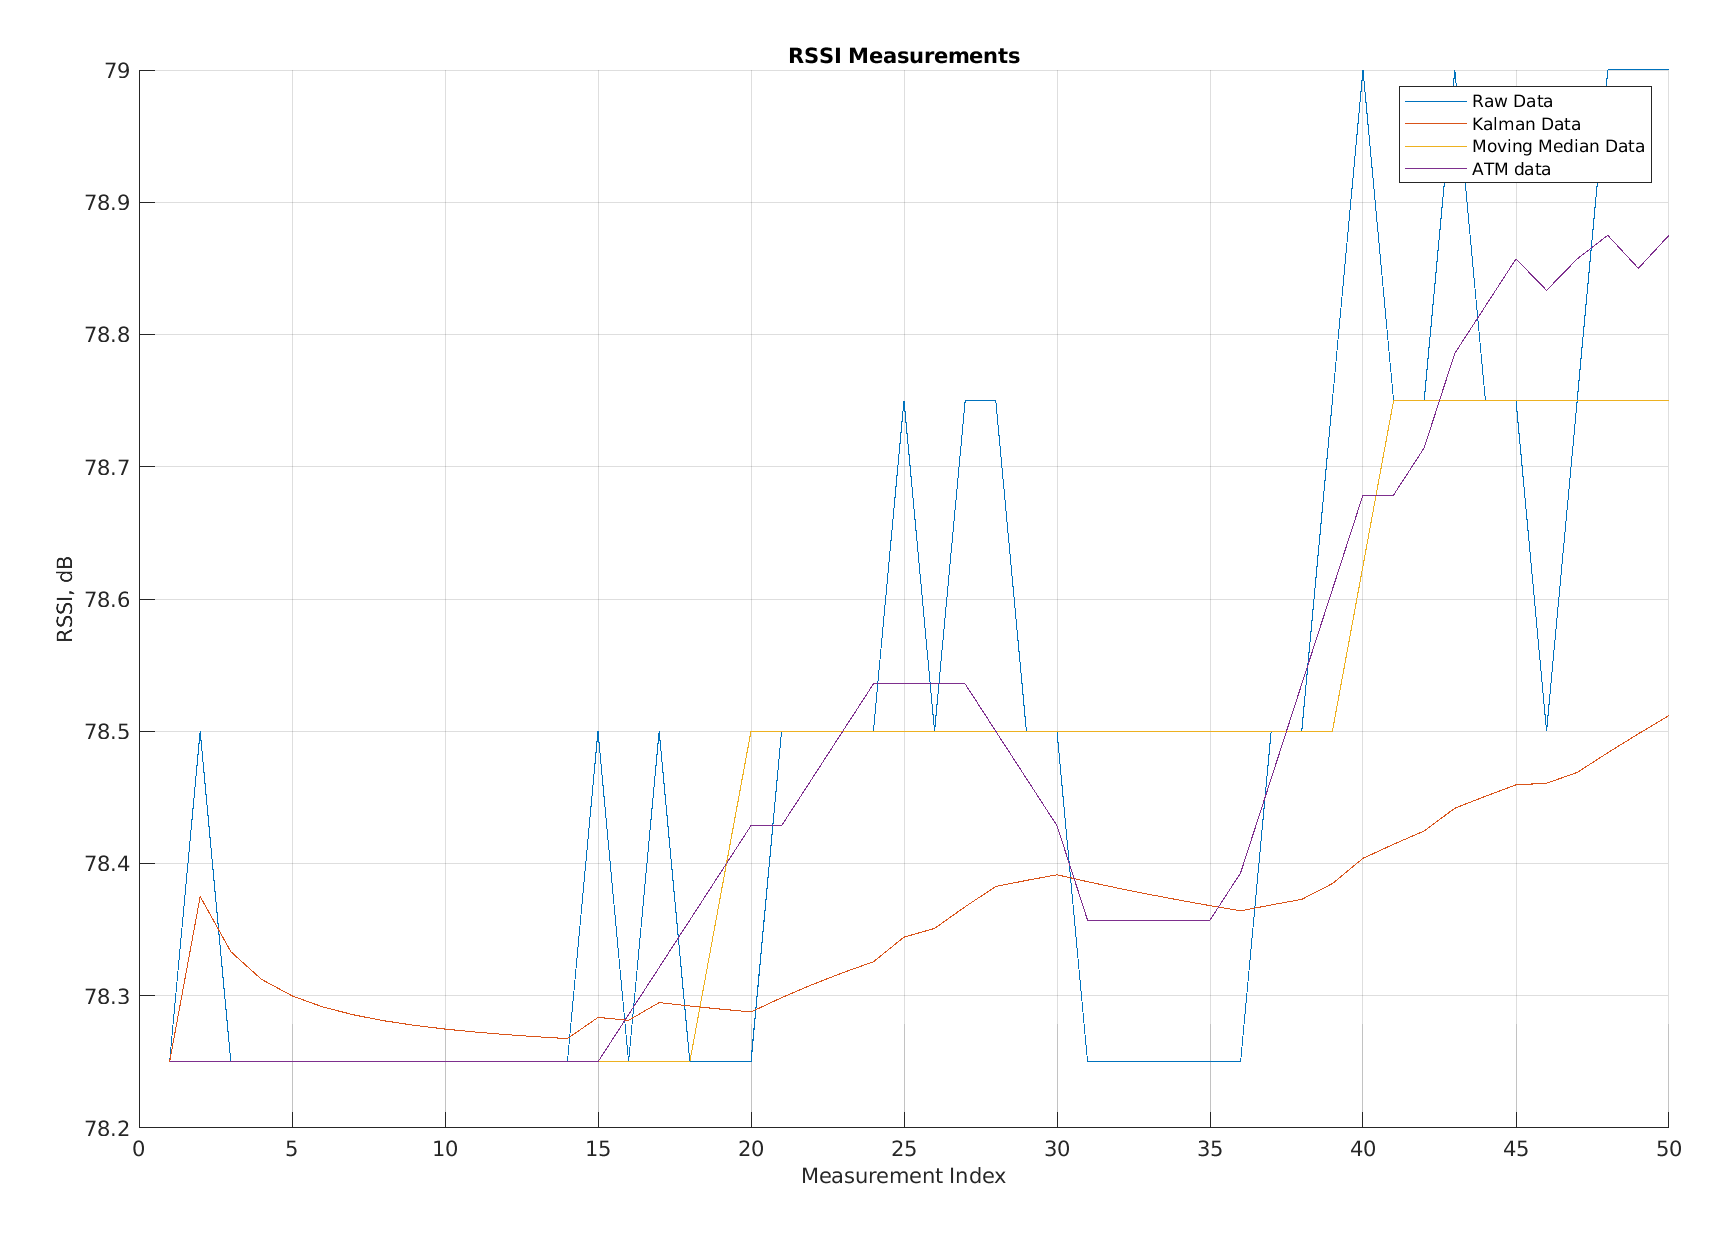 RSSI Measurements
79
78.9
78.8
78.7
78.6
78.5
78.4
78.3
78.2
RSSI, dB
Raw Data
Kalman Data
Moving Median Data
ATM data
0 5 10 15 20 25 30 35 40 45 50
Measurement Index